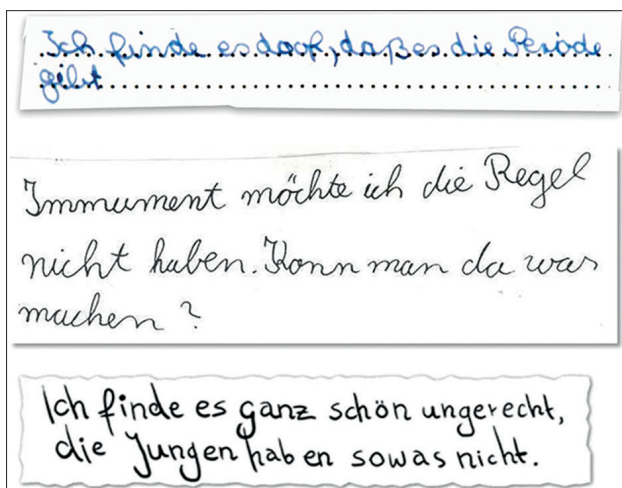 Ich finde es doof, daß es die Periode
gibt
Immument möchte ich die Regel
nicht haben. Kann man da was
machen?
Ich finde es ganz schön ungerecht,
die Jungen haben sowas nicht.